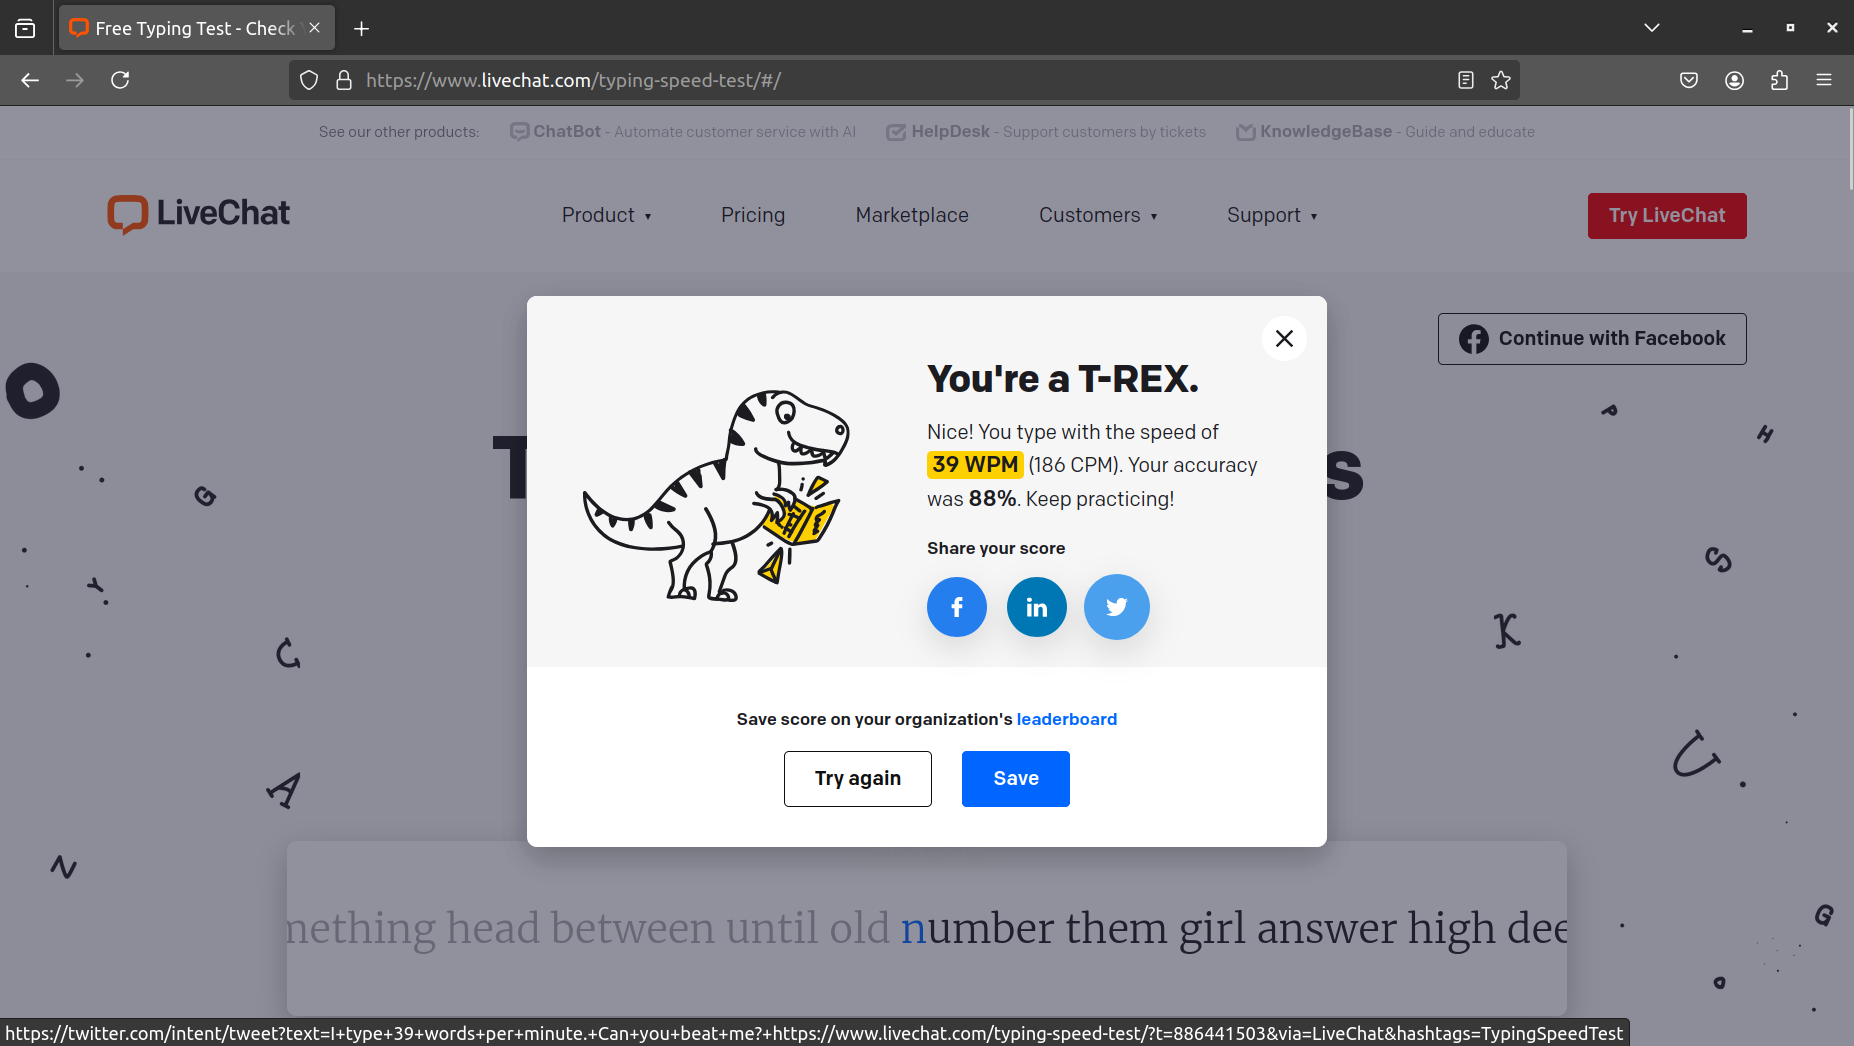 Free Typing Test - Check
https://www.livechat.com/typing-speed-test/#/
See our other products: ChatBot - Automate customer service with AI HelpDesk - Support customers by tickets KnowledgeBase - Guide and educate
LiveChat Product Pricing Marketplace Customers Support Try LiveChat
Continue with Facebook
You're a T-REX.
Nice! You type with the speed of
39 WPM (186 CPM). Your accuracy
was 88%. Keep practicing!
Share your score
Save score on your organization's leaderboard
Try again Save
mething head between until old number them girl answer high dee
https://twitter.com/intent/tweet?text=I+type+39+words+per+minute.+Can+you+beat+me?+https://www.livechat.com/typing-speed-test/?t=886441503&via=LiveChat&hashtags=TypingSpeedTest